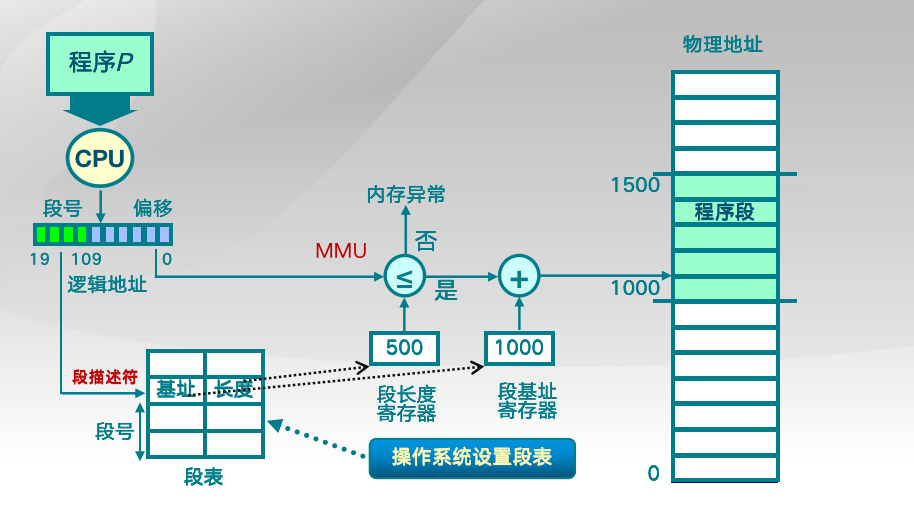 程序P
CPU
段号
偏移
19
109
0
逻辑地址
MMU
内存异常
否
≤
是
+
500
1000
段长度
寄存器
段基址
寄存器
段描述符
基址
长度
段号
段表
操作系统设置段表
物理地址
1500
程序段
1000
0